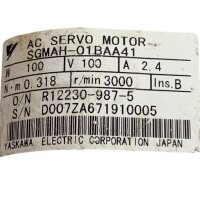 AC SERVO MOTOR
SGMAH-01BAA41
W 100 V 100 A 2.4
N·m 0.318 r/min 3000 Ins.B
O/N R12230-987-5
S/N D007ZA671910005
YASKAWA ELECTRIC CORPORATION JAPAN